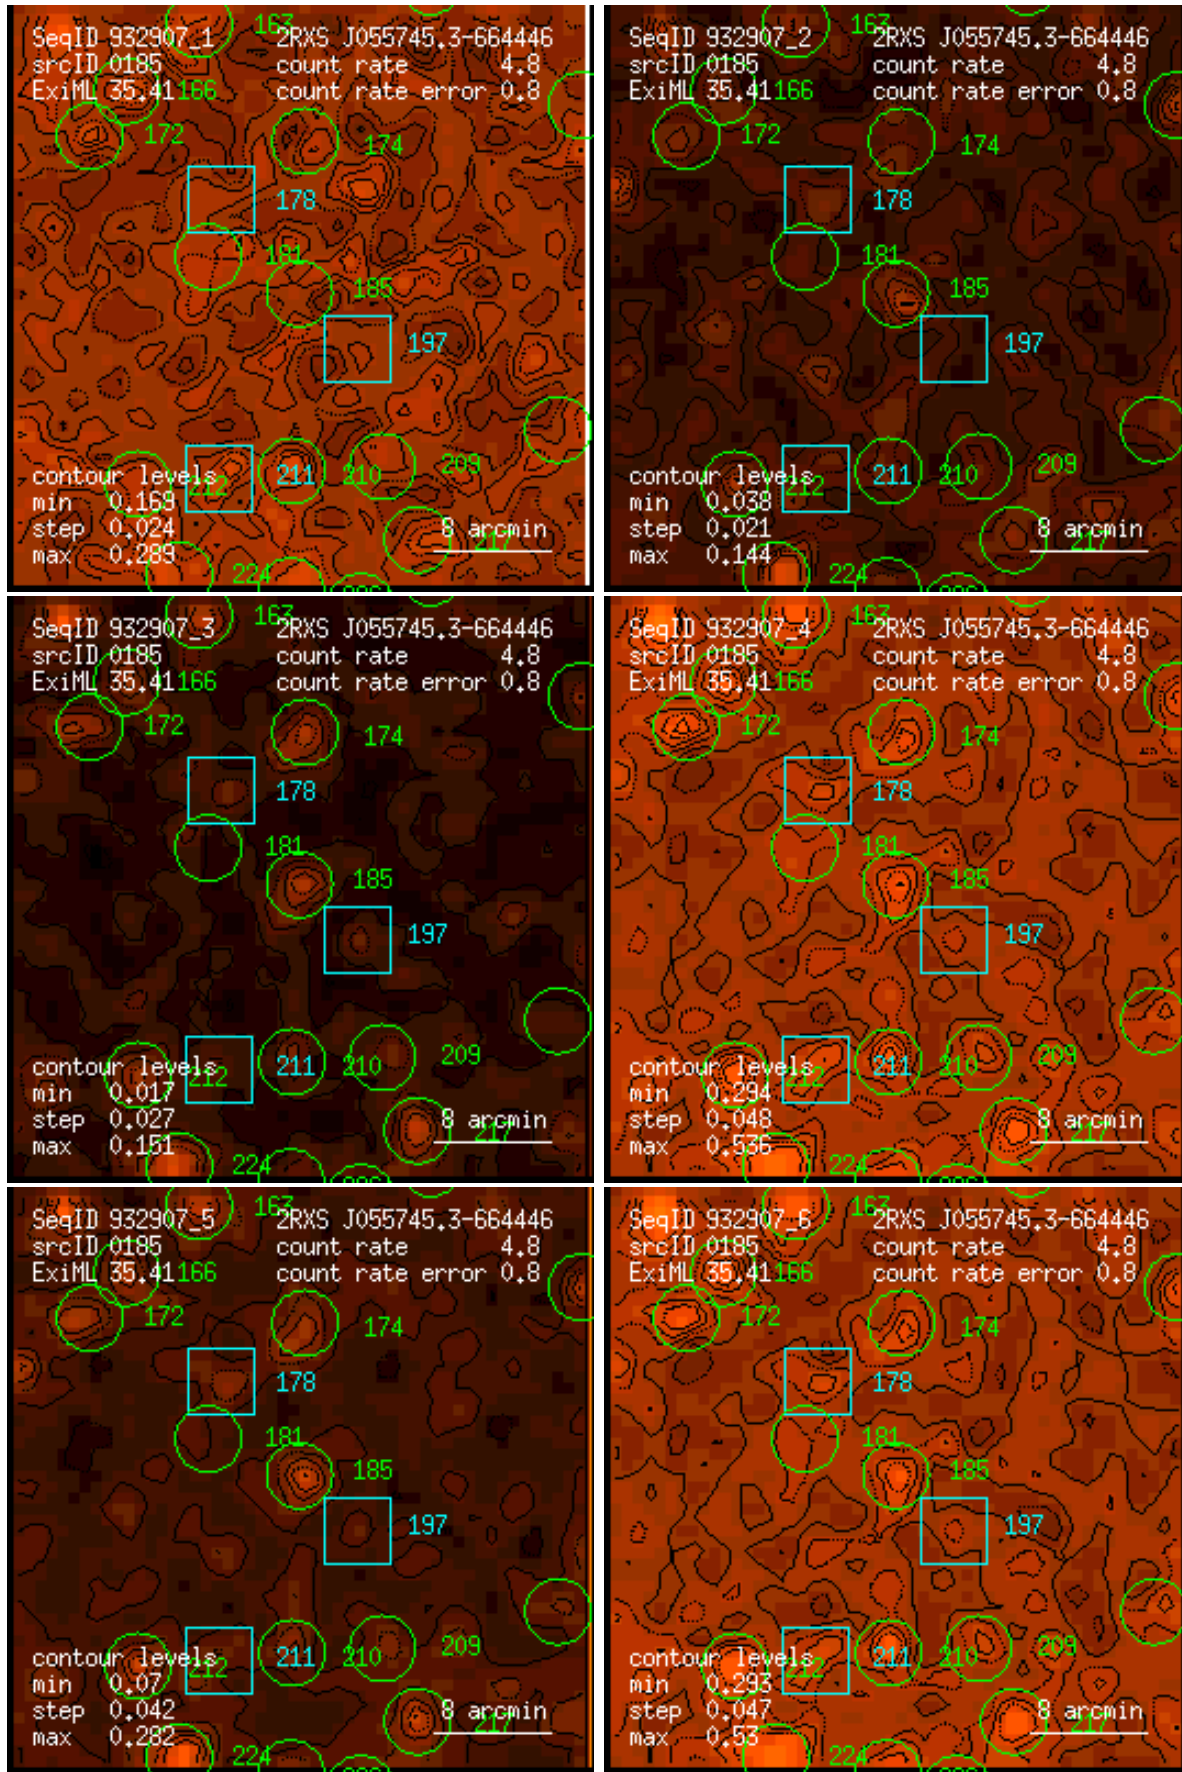 SeqID 932907_1 163 2RXS J055745.3-664446
srcID 0185 count rate 4.8
ExiML 35.41 166 count rate error 0.8
172
174
178
181
185
197
contour levels 212 211 210 209
min 0.169
step 0.024 8 arcmin 217
max 0.289
224
SeqID 932907_2 163 2RXS J055745.3-664446
srcID 0185 count rate 4.8
ExiML 35.41 166 count rate error 0.8
172
174
178
181
185
197
contour levels 212 211 210 209
min 0.038
step 0.021 8 arcmin 217
max 0.144
224
SeqID 932907_3 163 2RXS J055745.3-664446
srcID 0185 count rate 4.8
ExiML 35.41 166 count rate error 0.8
172
174
178
181
185
197
contour levels 212 211 210 209
min 0.017
step 0.027 8 arcmin 217
max 0.151
224
SeqID 932907_4 163 2RXS J055745.3-664446
srcID 0185 count rate 4.8
ExiML 35.41 166 count rate error 0.8
172
174
178
181
185
197
contour levels 212 211 210 209
min 0.294
step 0.048 8 arcmin 217
max 0.536
224
SeqID 932907_5 163 2RXS J055745.3-664446
srcID 0185 count rate 4.8
ExiML 35.41 166 count rate error 0.8
172
174
178
181
185
197
contour levels 212 211 210 209
min 0.07
step 0.042 8 arcmin 217
max 0.282
224
SeqID 932907_6 163 2RXS J055745.3-664446
srcID 0185 count rate 4.8
ExiML 35.41 166 count rate error 0.8
172
174
178
181
185
197
contour levels 212 211 210 209
min 0.293
step 0.047 8 arcmin 217
max 0.53
224